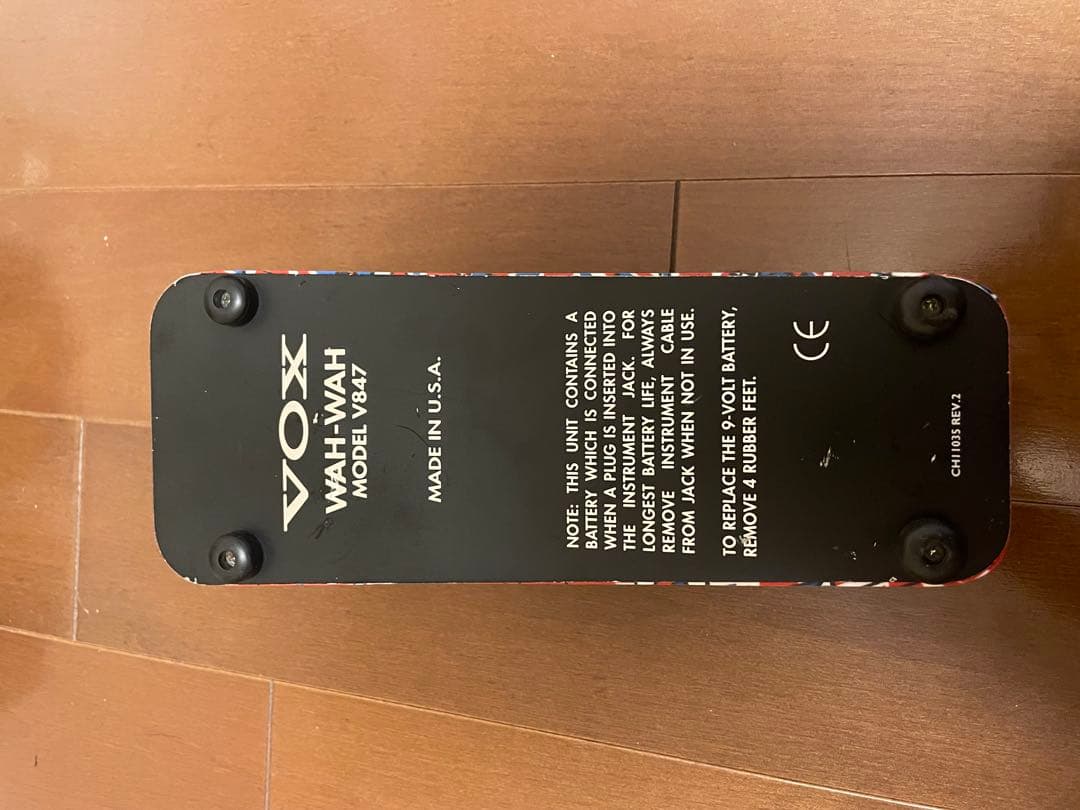 VOX
WAH-WAH
MODEL V847
MADE IN U.S.A.
NOTE: THIS UNIT CONTAINS A
BATTERY WHICH IS CONNECTED
WHEN A PLUG IS INSERTED INTO
THE INSTRUMENT JACK. FOR
LONGEST BATTERY LIFE, ALWAYS
REMOVE INSTRUMENT CABLE
FROM JACK WHEN NOT IN USE.
TO REPLACE THE 9-VOLT BATTERY,
REMOVE 4 RUBBER FEET.
CE
CH11035 REV.2